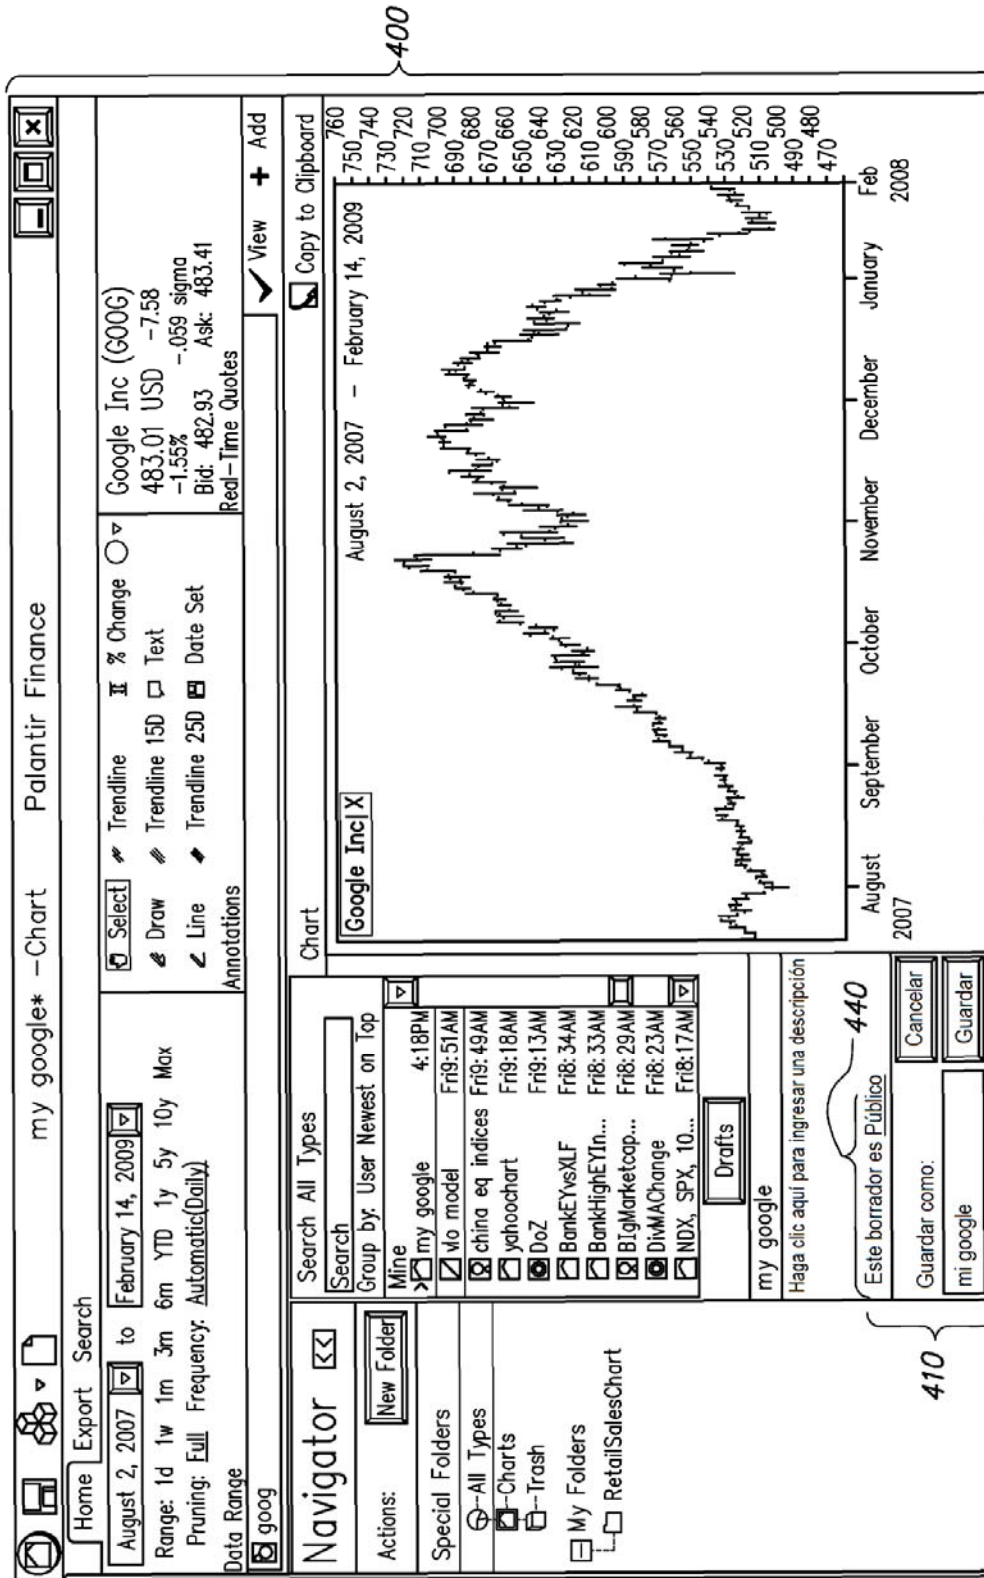 my google* –Chart Palantir Finance
Home Export Search
August 2, 2007 to February 14, 2009
Range: 1d 1w 1m 3m 6m YTD 1y 5y 10y Max
Pruning: Full Frequency: Automatic(Daily)
Data Range
Select Trendline % Change
Draw Trendline 15D Text
Line Trendline 25D Date Set
Annotations
Google Inc (GOOG)
483.01 USD –7.58
–1.55% –.059 sigma
Bid: 482.93 Ask: 483.41
Real–Time Quotes
goog
View + Add
Navigator <<
Actions: New Folder
Special Folders
All Types
Charts
Trash
My Folders
RetailSalesChart
Search All Types
Search
Group by: User Newest on Top
Mine
my google 4:18PM
vlo model Fri9:51AM
china eq indices Fri9:49AM
yahoochart Fri9:18AM
DoZ Fri9:13AM
BankEYvsXLF Fri8:34AM
BankHighEYIn... Fri8:33AM
BIgMarketcap... Fri8:29AM
DivMAChange Fri8:23AM
NDX, SPX, 10... Fri8:17AM
Drafts
my google
Haga clic aquí para ingresar una descripción
Este borrador es Público
Guardar como:
mi google
Cancelar
Guardar
Chart
Copy to Clipboard
Google Inc| X
August 2, 2007 – February 14, 2009
760
750
740
730
720
710
700
690
680
670
660
650
640
630
620
610
600
590
580
570
560
550
540
530
520
510
500
490
480
470
August September October November December January Feb
2007 2008
400
410
440